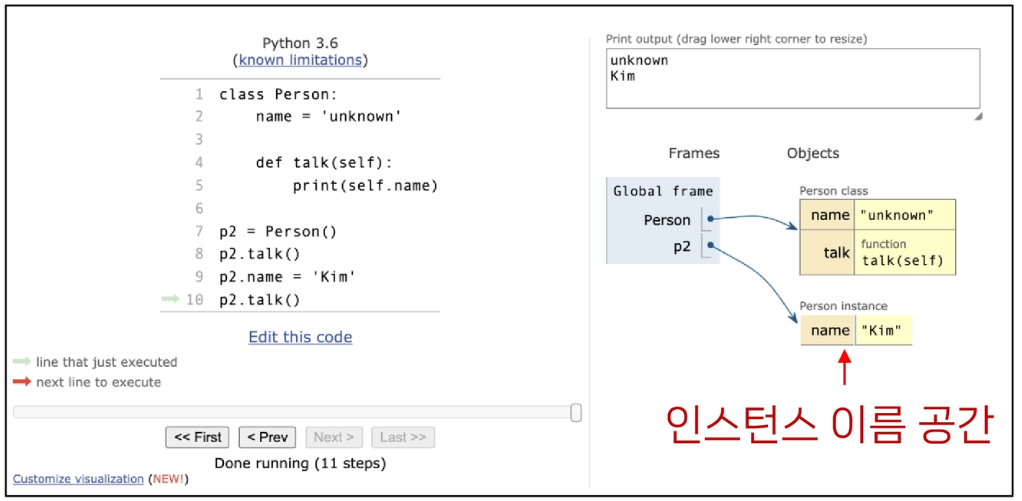 Python 3.6
(known limitations)
1 class Person:
2     name = 'unknown'
3
4     def talk(self):
5         print(self.name)
6
7 p2 = Person()
8 p2.talk()
9 p2.name = 'Kim'
10 p2.talk()
Edit this code
line that just executed
next line to execute
<< First < Prev Next > Last >>
Done running (11 steps)
Customize visualization (NEW!)
Print output (drag lower right corner to resize)
unknown
Kim
Frames Objects
Global frame
Person
p2
Person class
name "unknown"
talk function
talk(self)
Person instance
name "Kim"
인스턴스 이름 공간